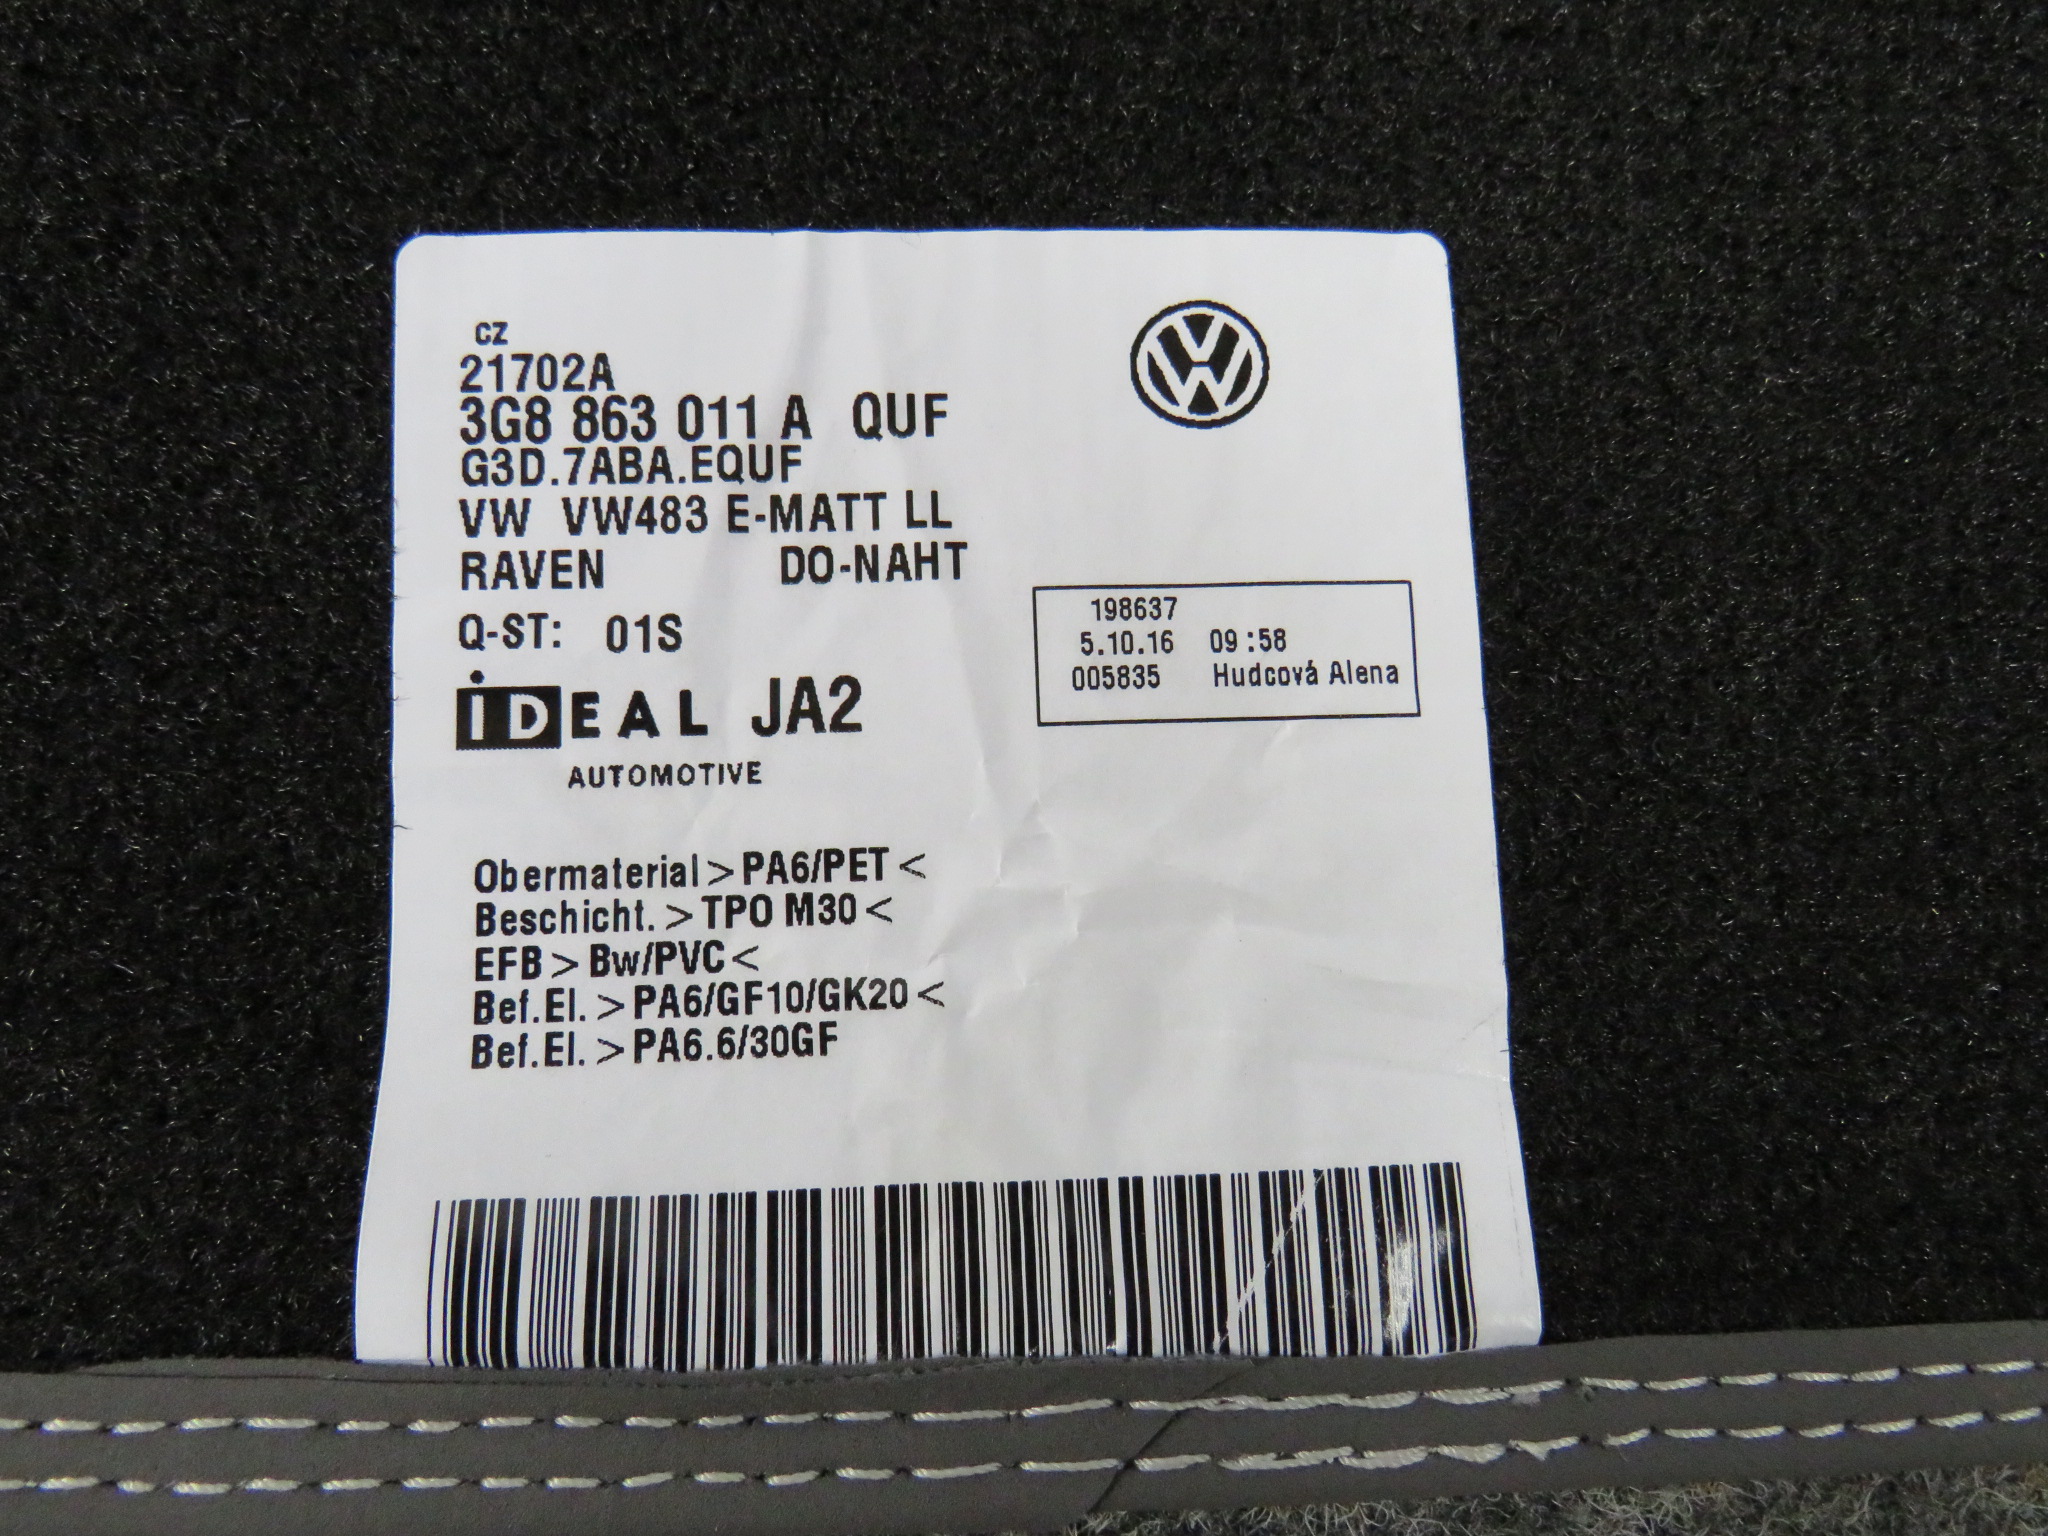 CZ
21702A
3G8 863 011 A QUF
G3D.7ABA.EQUF
VW VW483 E-MATT LL
RAVEN DO-NAHT
Q-ST: 01S
198637
5.10.16 09:58
005835 Hudcová Alena
iDEAL JA2
AUTOMOTIVE
Obermaterial >PA6/PET<
Beschicht. >TPO M30<
EFB >Bw/PVC<
Bef.El. >PA6/GF10/GK20<
Bef.El. >PA6.6/30GF